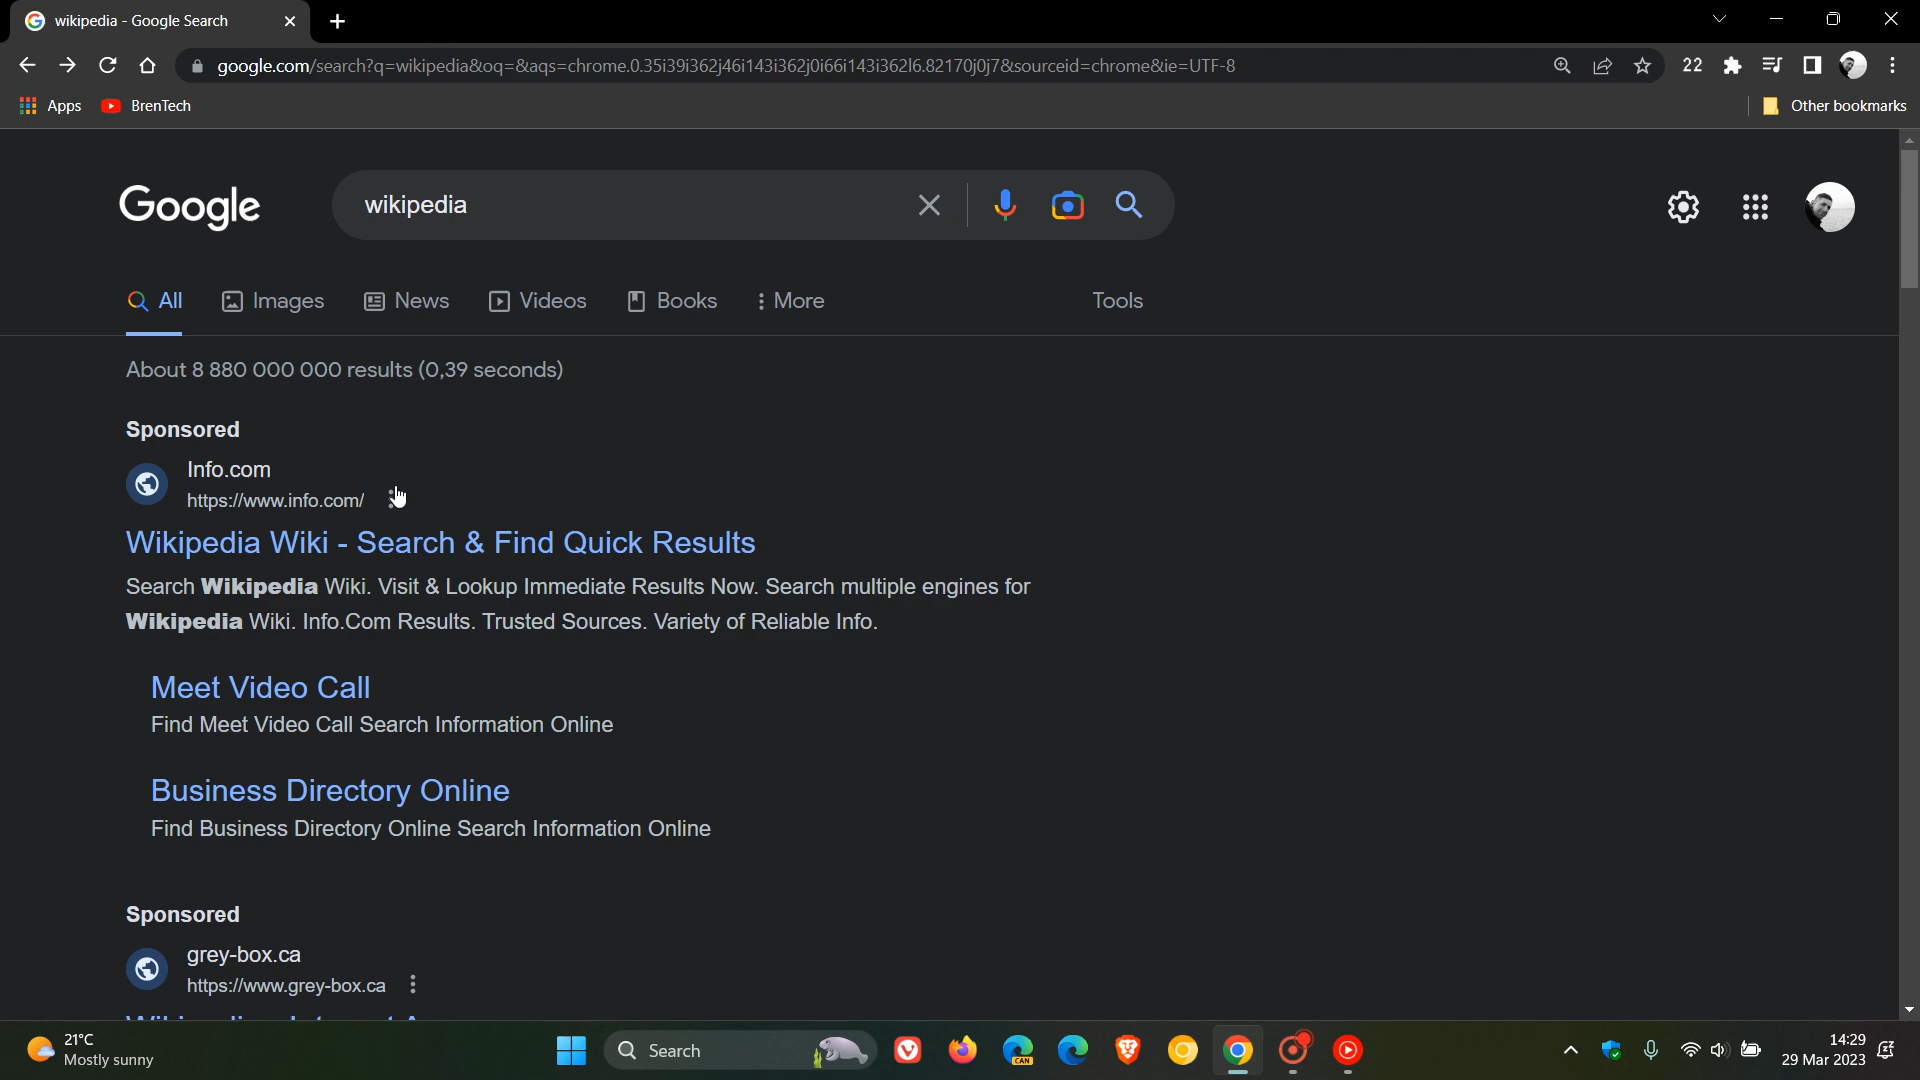 wikipedia - Google Search
google.com/search?q=wikipedia&oq=&aqs=chrome.0.35i39i362j46i143i362j0i66i143i362l6.82170j0j7&sourceid=chrome&ie=UTF-8
22
Apps
BrenTech
Other bookmarks
Google
wikipedia
All
Images
News
Videos
Books
More
Tools
About 8 880 000 000 results (0,39 seconds)
Sponsored
Info.com
https://www.info.com/
Wikipedia Wiki - Search & Find Quick Results
Search Wikipedia Wiki. Visit & Lookup Immediate Results Now. Search multiple engines for
Wikipedia Wiki. Info.Com Results. Trusted Sources. Variety of Reliable Info.
Meet Video Call
Find Meet Video Call Search Information Online
Business Directory Online
Find Business Directory Online Search Information Online
Sponsored
grey-box.ca
https://www.grey-box.ca
21°C
Mostly sunny
Search
CAN
14:29
29 Mar 2023